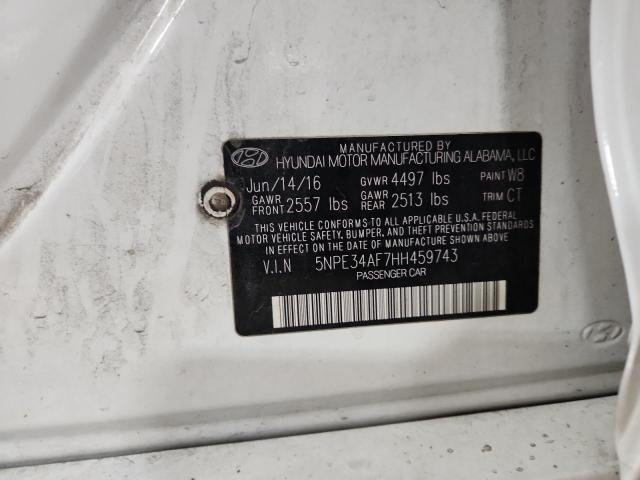 MANUFACTURED BY
HYUNDAI MOTOR MANUFACTURING ALABAMA, LLC
Jun/14/16 GVWR 4497 lbs PAINT W8
GAWR FRONT 2557 lbs GAWR REAR 2513 lbs TRIM CT
THIS VEHICLE CONFORMS TO ALL APPLICABLE U.S.A. FEDERAL
MOTOR VEHICLE SAFETY, BUMPER, AND THEFT PREVENTION STANDARDS
IN EFFECT ON THE DATE OF MANUFACTURE SHOWN ABOVE.
V.I.N 5NPE34AF7HH459743
PASSENGER CAR